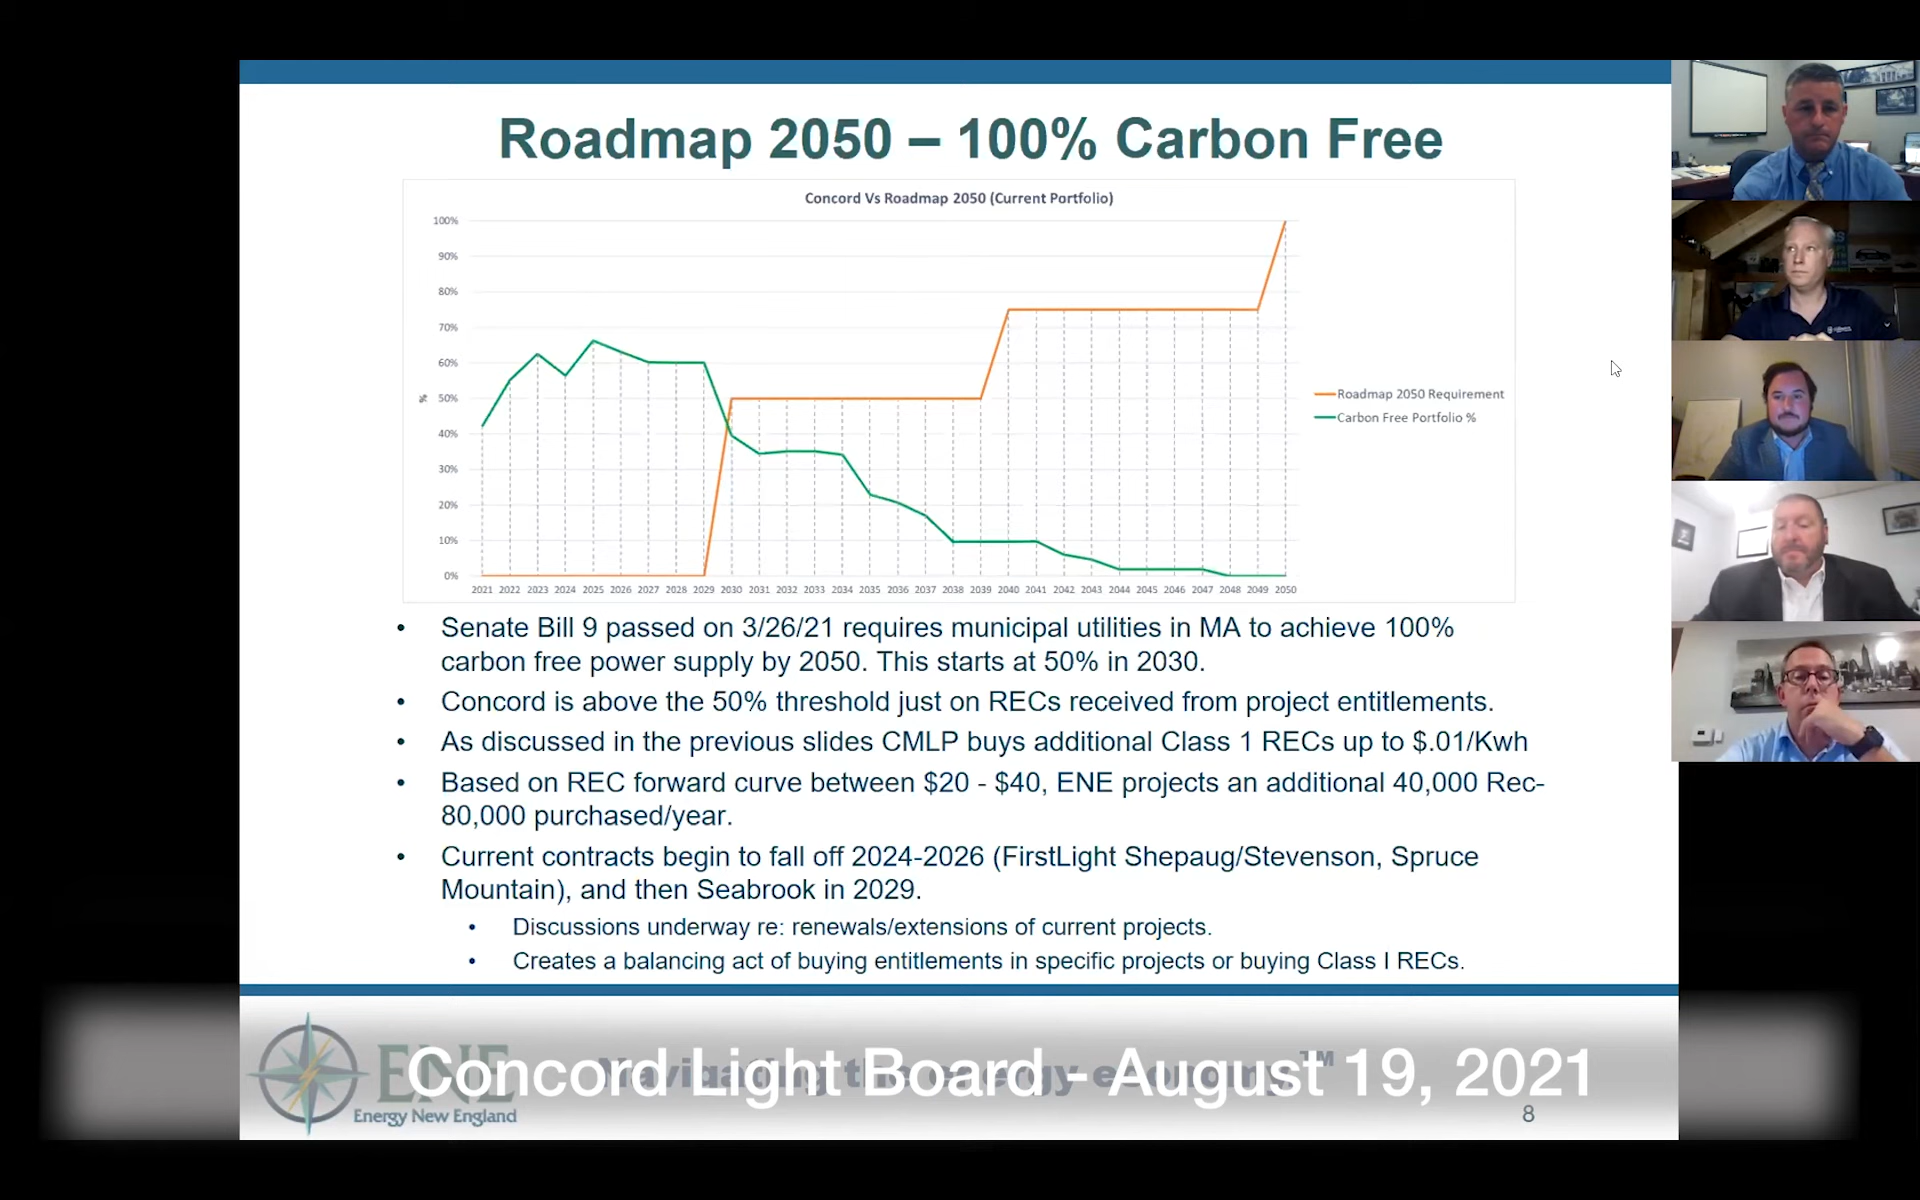 Roadmap 2050 – 100% Carbon Free
Concord Vs Roadmap 2050 (Current Portfolio)
100%
90%
80%
70%
60%
50%
40%
30%
20%
10%
0%
%
2021 2022 2023 2024 2025 2026 2027 2028 2029 2030 2031 2032 2033 2034 2035 2036 2037 2038 2039 2040 2041 2042 2043 2044 2045 2046 2047 2048 2049 2050
Roadmap 2050 Requirement
Carbon Free Portfolio %
• Senate Bill 9 passed on 3/26/21 requires municipal utilities in MA to achieve 100%
carbon free power supply by 2050. This starts at 50% in 2030.
• Concord is above the 50% threshold just on RECs received from project entitlements.
• As discussed in the previous slides CMLP buys additional Class 1 RECs up to $.01/Kwh
• Based on REC forward curve between $20 - $40, ENE projects an additional 40,000 Rec-
80,000 purchased/year.
• Current contracts begin to fall off 2024-2026 (FirstLight Shepaug/Stevenson, Spruce
Mountain), and then Seabrook in 2029.
• Discussions underway re: renewals/extensions of current projects.
• Creates a balancing act of buying entitlements in specific projects or buying Class I RECs.
ENE
Energy New England
Navigating the energy economy™
Concord Light Board - August 19, 2021
8